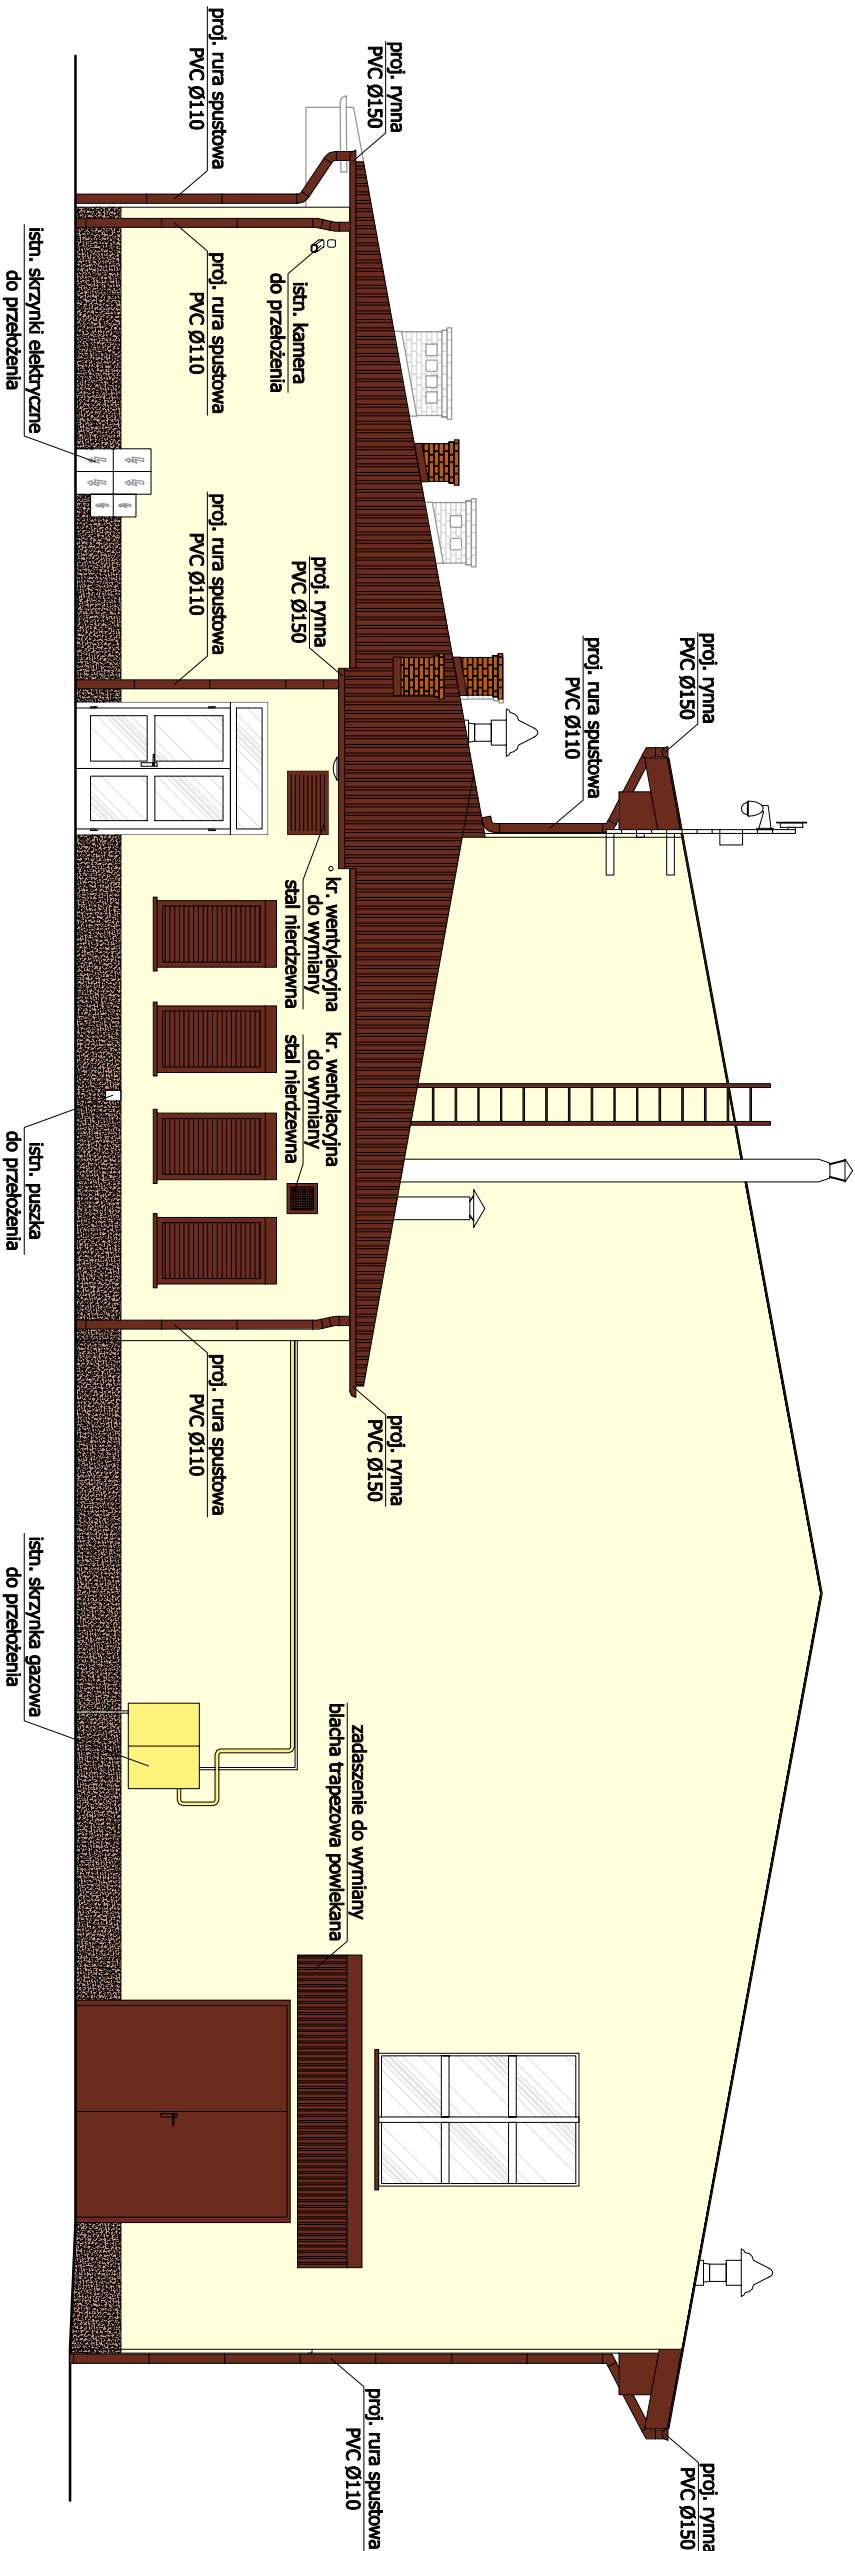 proj. rura spustowa
PVC Ø110
proj. rynna
PVC Ø150
istn. skrzynki elektryczne
do przełożenia
proj. rura spustowa
PVC Ø110
istn. kamera
do przełożenia
proj. rura spustowa
PVC Ø110
proj. rynna
PVC Ø150
proj. rura spustowa
PVC Ø110
proj. rynna
PVC Ø150
kr. wentylacyjna
do wymiany
stal nierdzewna
kr. wentylacyjna
do wymiany
stal nierdzewna
istn. puszka
do przełożenia
proj. rura spustowa
PVC Ø110
proj. rynna
PVC Ø150
istn. skrzynka gazowa
do przełożenia
zadaszenie do wymiany
blacha trapezowa powlekana
proj. rura spustowa
PVC Ø110
proj. rynna
PVC Ø150